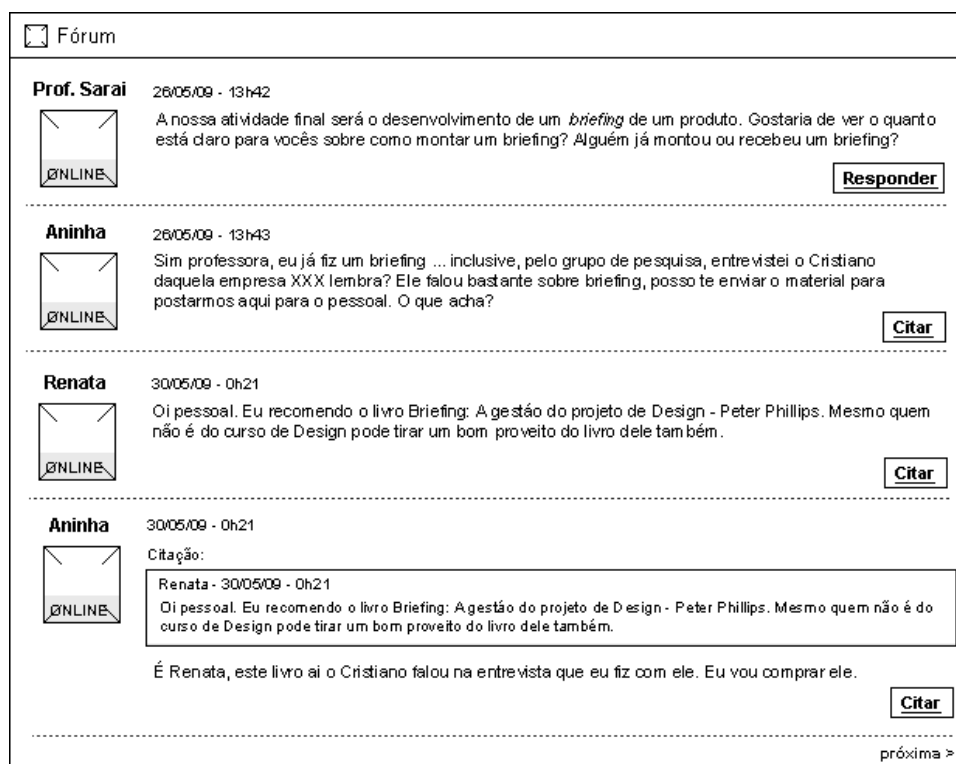 Fórum
Prof. Sarai
26/05/09 - 13h42
A nossa atividade final será o desenvolvimento de um briefing de um produto. Gostaria de ver o quanto
está claro para vocês sobre como montar um briefing? Alguém já montou ou recebeu um briefing?
ONLINE
Responder
Aninha
26/05/09 - 13h43
Sim professora, eu já fiz um briefing ... inclusive, pelo grupo de pesquisa, entrevistei o Cristiano
daquela empresa XXX lembra? Ele falou bastante sobre briefing, posso te enviar o material para
postarmos aqui para o pessoal. O que acha?
ONLINE
Citar
Renata
30/05/09 - 0h21
Oi pessoal. Eu recomendo o livro Briefing: A gestão do projeto de Design - Peter Phillips. Mesmo quem
não é do curso de Design pode tirar um bom proveito do livro dele também.
ONLINE
Citar
Aninha
30/05/09 - 0h21
Citação:
Renata - 30/05/09 - 0h21
Oi pessoal. Eu recomendo o livro Briefing: A gestão do projeto de Design - Peter Phillips. Mesmo quem não é do
curso de Design pode tirar um bom proveito do livro dele também.
ONLINE
É Renata, este livro ai o Cristiano falou na entrevista que eu fiz com ele. Eu vou comprar ele.
Citar
próxima >